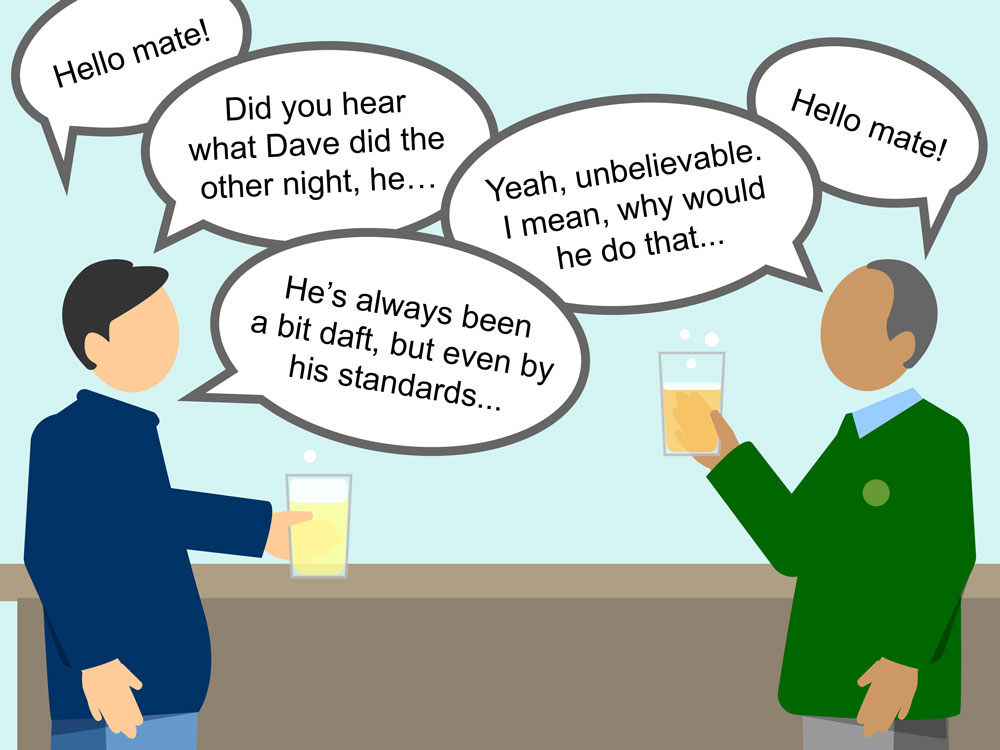 Hello mate!
Hello mate!
Did you hear
what Dave did the
other night, he…
Yeah, unbelievable.
I mean, why would
he do that...
He’s always been
a bit daft, but even by
his standards...